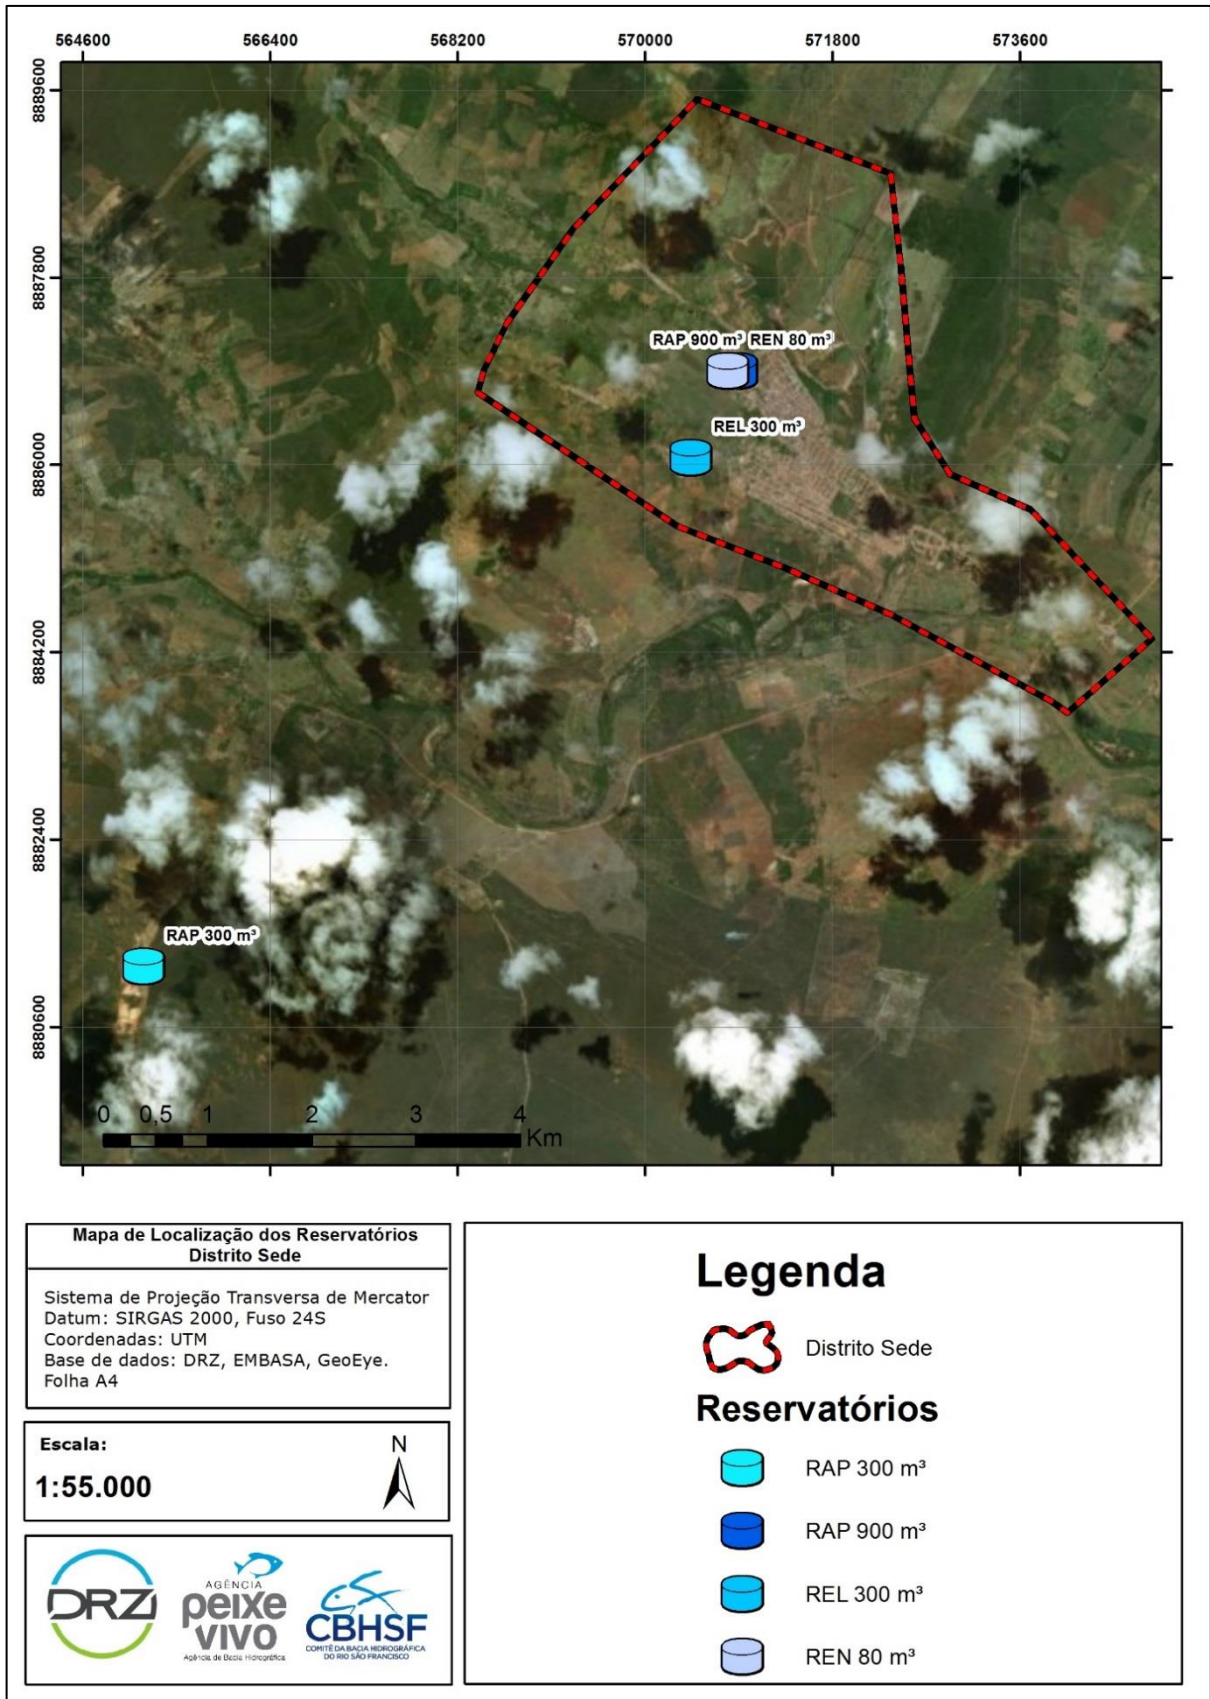 564600 566400 568200 570000 571800 573600
8889600
8887800
8886000
8884200
8882400
8880600
RAP 900 m³ REN 80 m³
REL 300 m³
RAP 300 m³
0 0,5 1 2 3 4
Km
Mapa de Localização dos Reservatórios
Distrito Sede
Sistema de Projeção Transversa de Mercator
Datum: SIRGAS 2000, Fuso 24S
Coordenadas: UTM
Base de dados: DRZ, EMBASA, GeoEye.
Folha A4
Escala:
1:55.000
N
DRZ
AGÊNCIA
peixe
vivo
Agência de Bacia Hidrográfica
CBHSF
COMITÊ DA BACIA HIDROGRÁFICA
DO RIO SÃO FRANCISCO
Legenda
Distrito Sede
Reservatórios
RAP 300 m³
RAP 900 m³
REL 300 m³
REN 80 m³